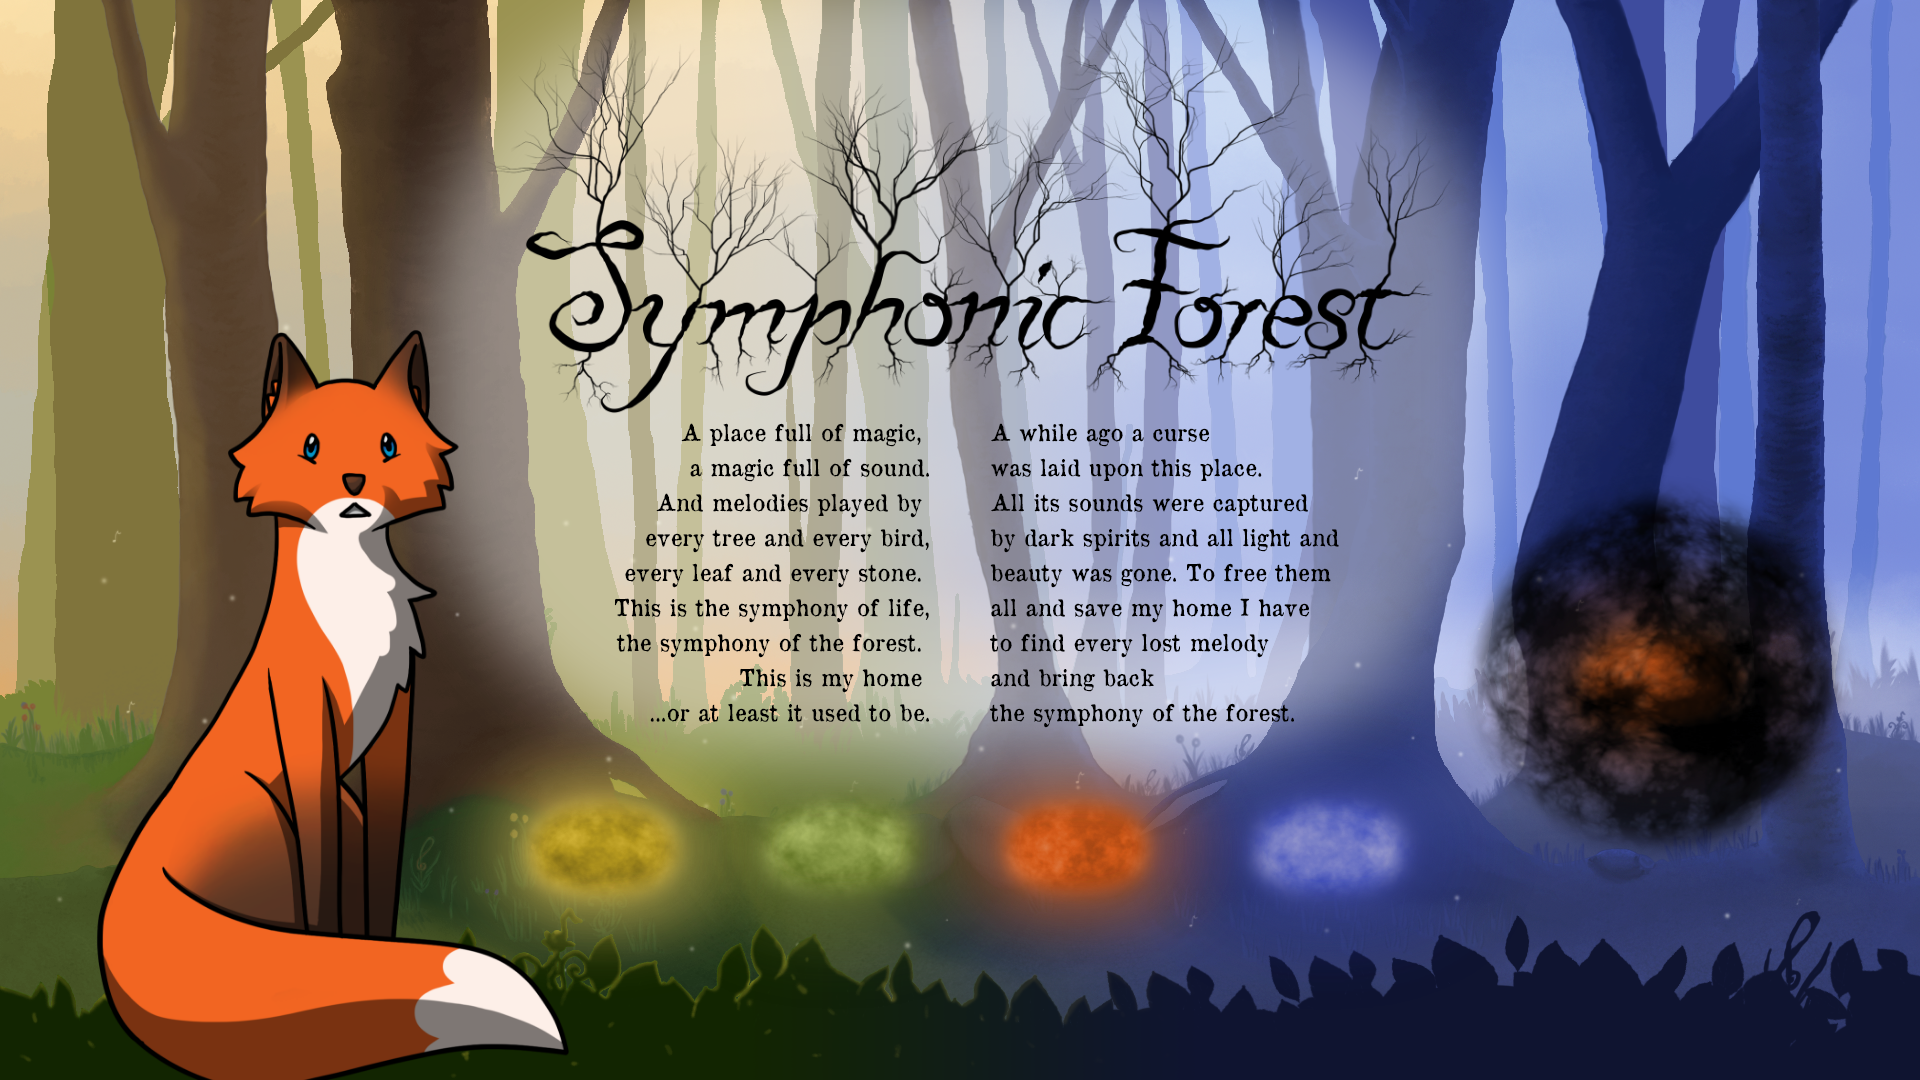 Symphonic Forest
A place full of magic,
a magic full of sound.
And melodies played by
every tree and every bird,
every leaf and every stone.
This is the symphony of life,
the symphony of the forest.
This is my home
...or at least it used to be.
A while ago a curse
was laid upon this place.
All its sounds were captured
by dark spirits and all light and
beauty was gone. To free them
all and save my home I have
to find every lost melody
and bring back
the symphony of the forest.